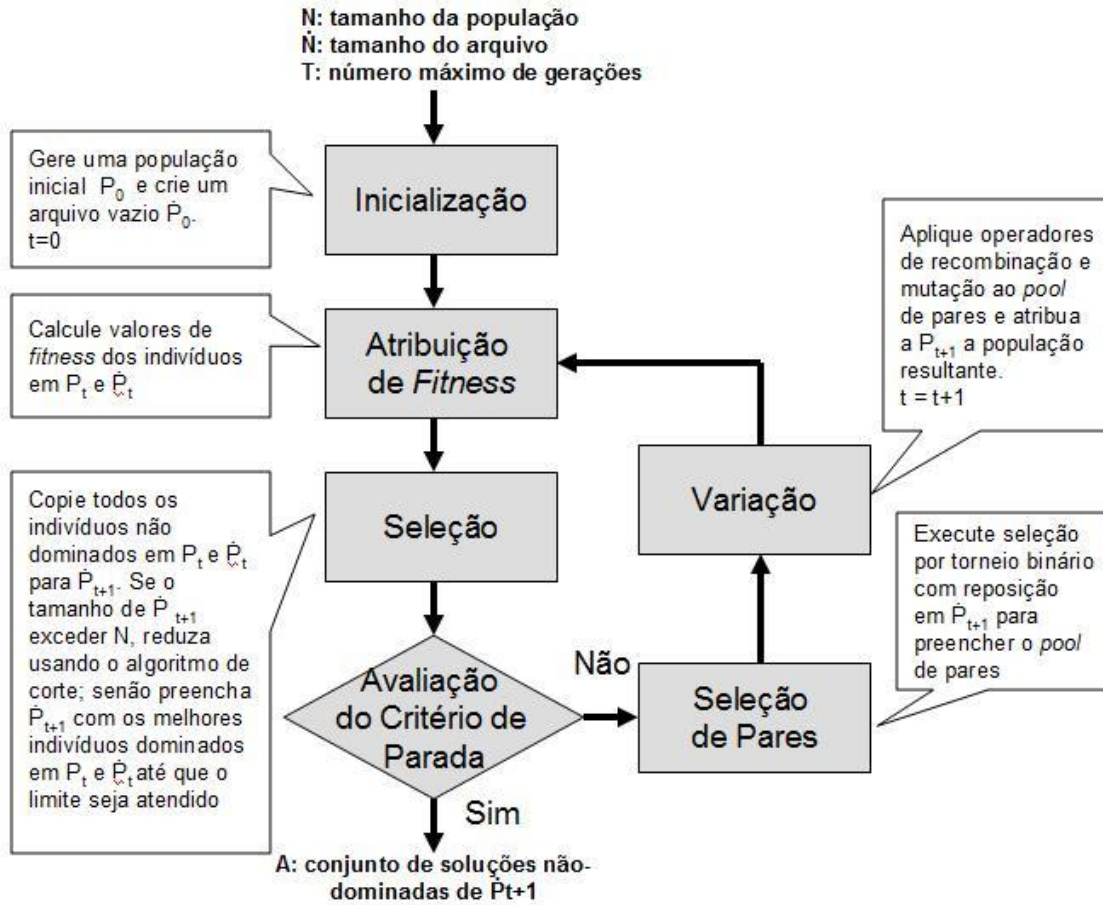 N: tamanho da população
Ṅ: tamanho do arquivo
T: número máximo de gerações
Gere uma população
inicial P₀ e crie um
arquivo vazio Ṗ₀.
t=0
Inicialização
Calcule valores de
fitness dos indivíduos
em Pₜ e Ṗₜ
Atribuição
de Fitness
Aplique operadores
de recombinação e
mutação ao pool
de pares e atribua
a Pₜ₊₁ a população
resultante.
t = t+1
Copie todos os
indivíduos não
dominados em Pₜ e Ṗₜ
para Ṗₜ₊₁. Se o
tamanho de Ṗ ₜ₊₁
exceder N, reduza
usando o algoritmo de
corte; senão preencha
Ṗₜ₊₁ com os melhores
indivíduos dominados
em Pₜ e Ṗₜ até que o
limite seja atendido
Seleção
Variação
Execute seleção
por torneio binário
com reposição
em Ṗₜ₊₁ para
preencher o pool
de pares
Avaliação
do Critério de
Parada
Não
Seleção
de Pares
Sim
A: conjunto de soluções não-
dominadas de Ṗt+1